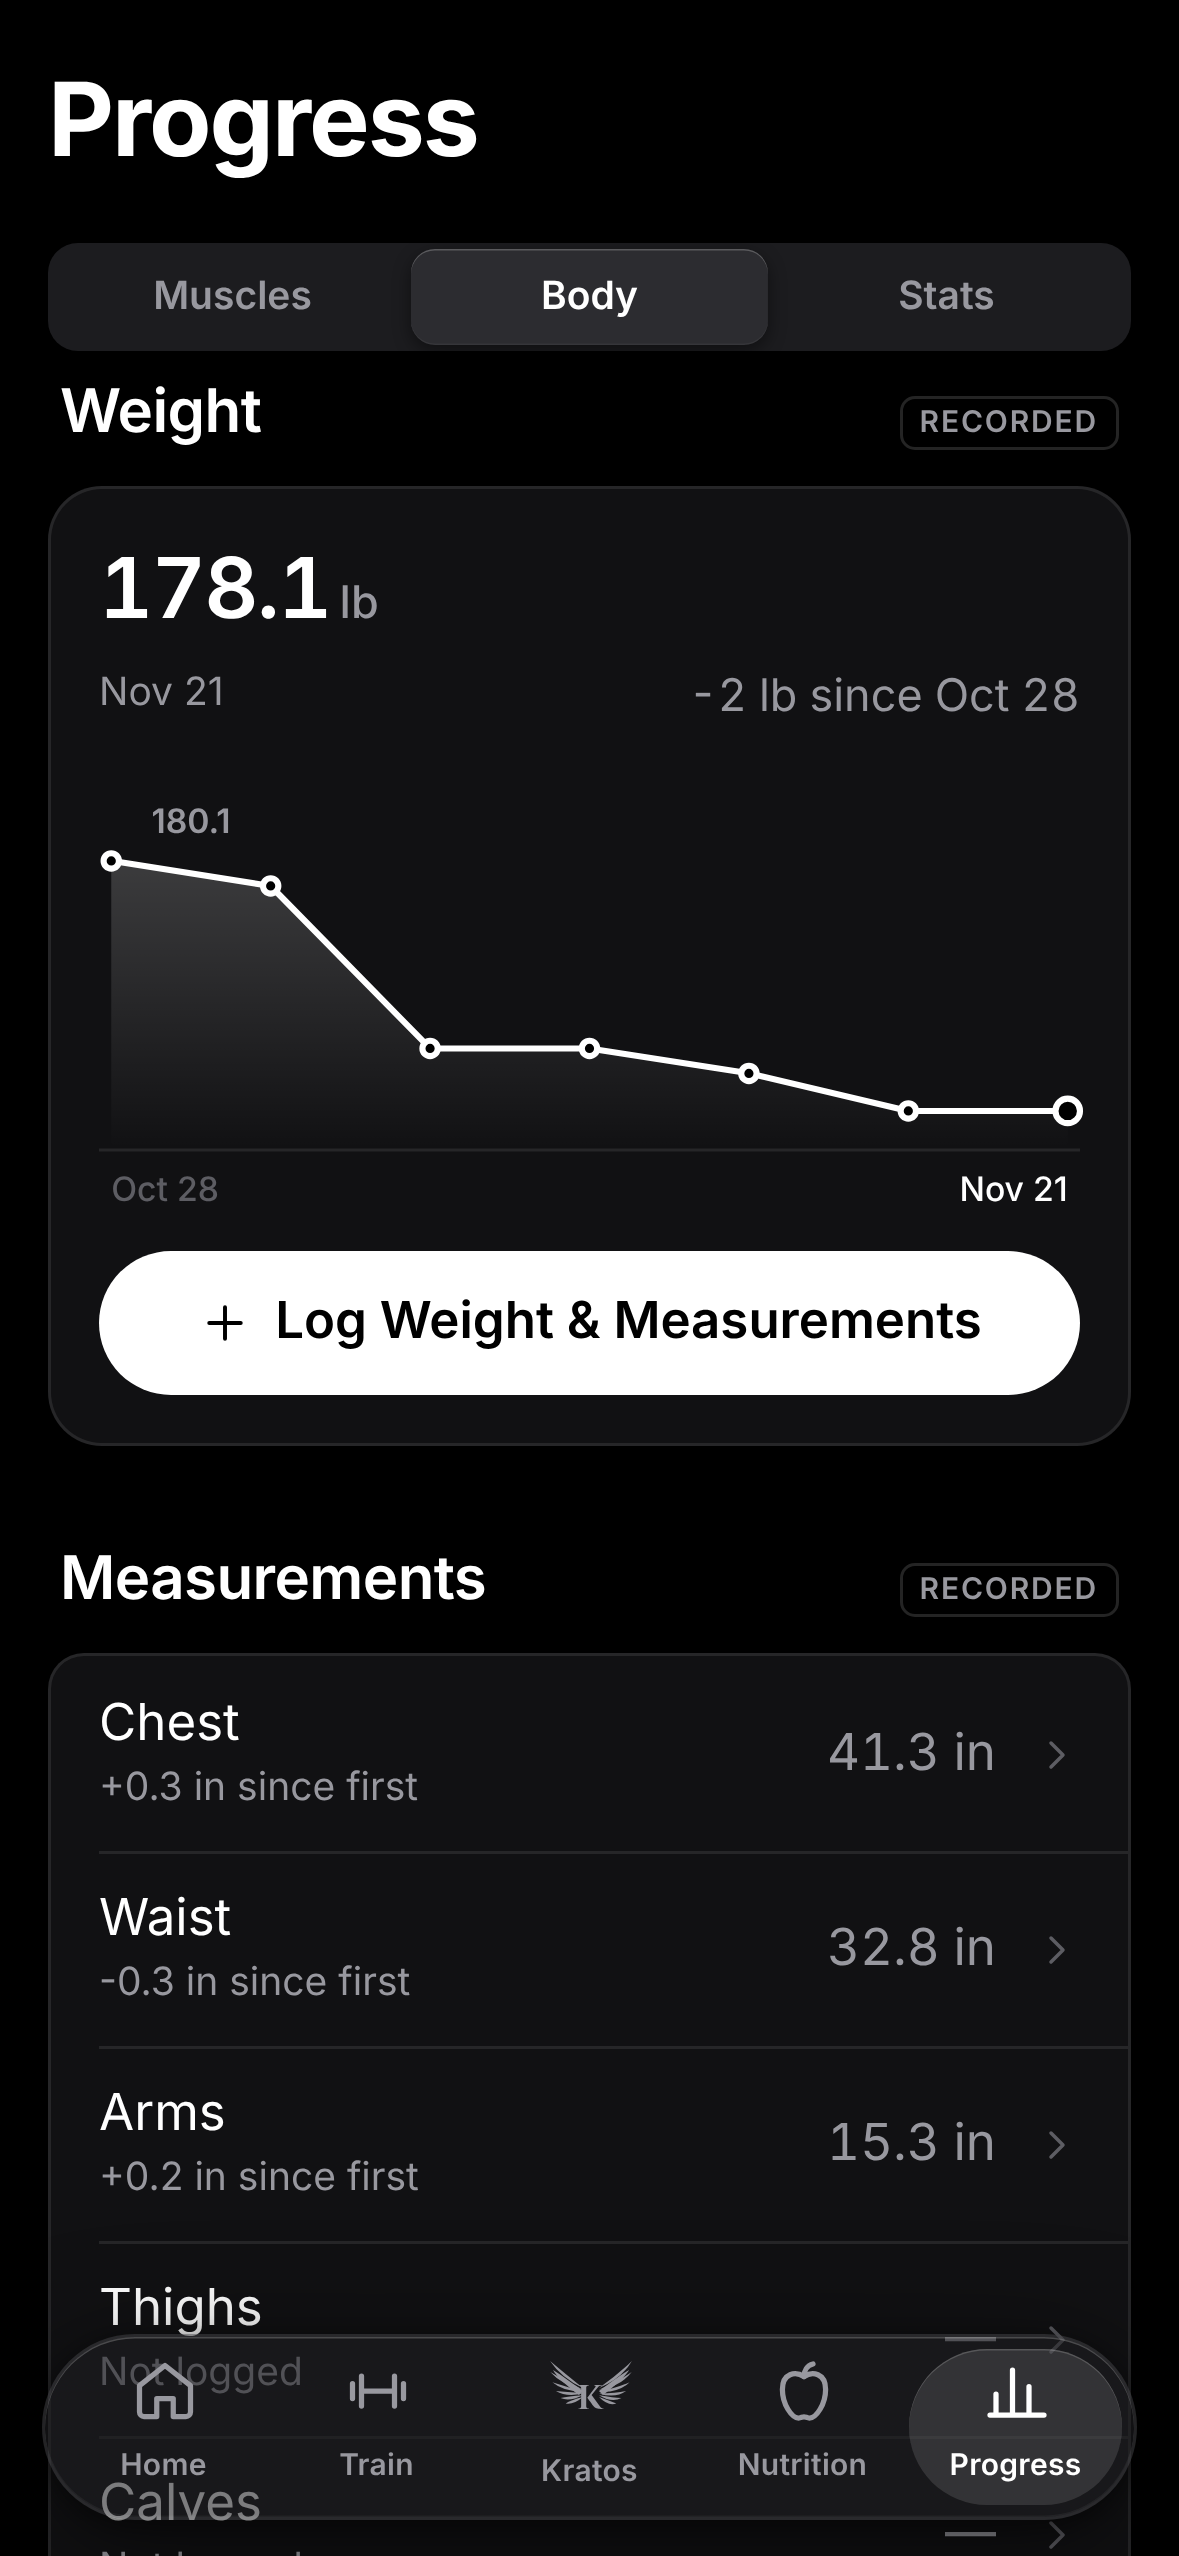 Progress
Muscles
Body
Stats
Weight
RECORDED
178.1 lb
Nov 21
-2 lb since Oct 28
180.1
Oct 28
Nov 21
+ Log Weight & Measurements
Measurements
RECORDED
Chest
+0.3 in since first
41.3 in
Waist
-0.3 in since first
32.8 in
Arms
+0.2 in since first
15.3 in
Thighs
Not logged
—
K
Home
Train
Kratos
Nutrition
Progress
Calves
—